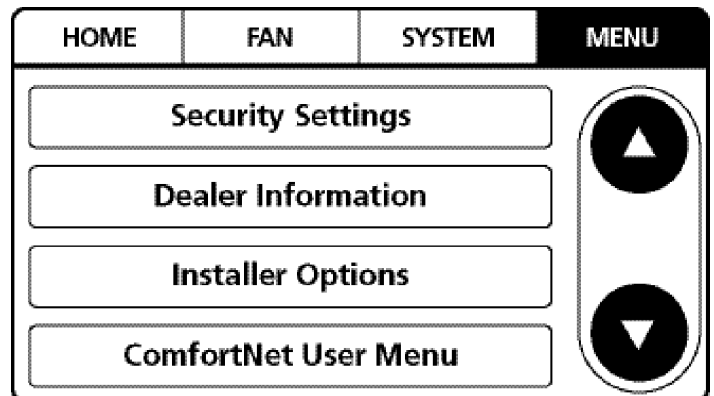 HOME FAN SYSTEM MENU
Security Settings
Dealer Information
Installer Options
ComfortNet User Menu